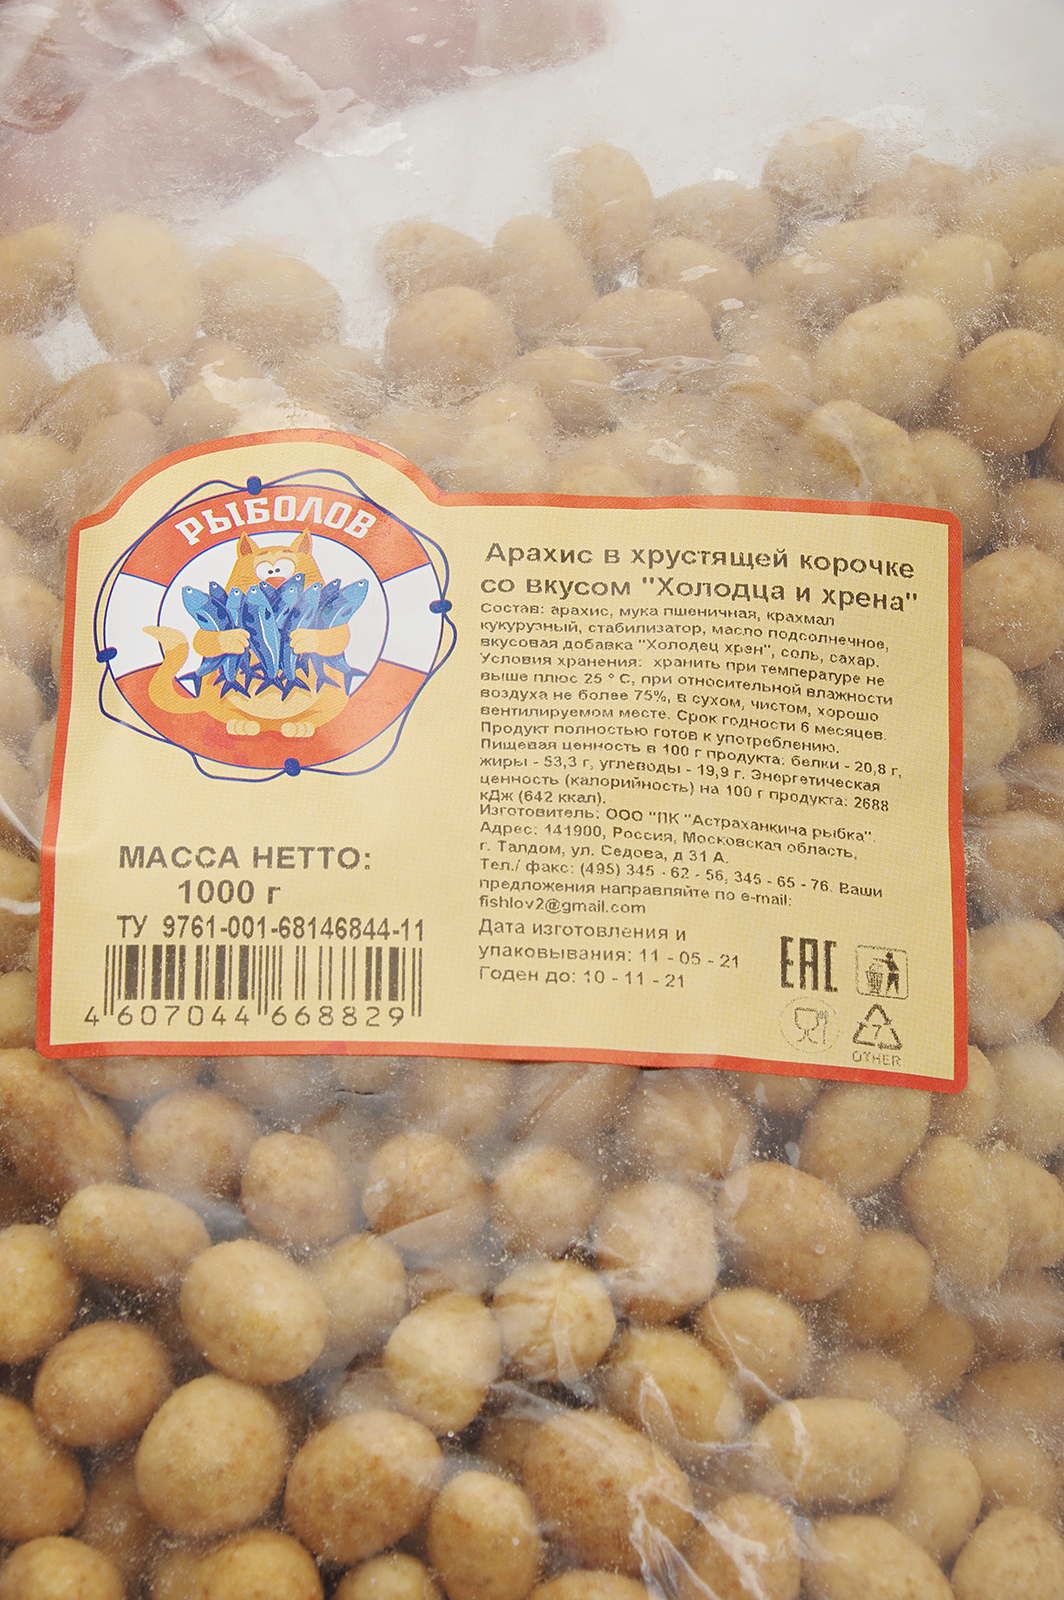 РЫБОЛОВ
Арахис в хрустящей корочке
со вкусом "Холодца и хрена"
Состав: арахис, мука пшеничная, крахмал
кукурузный, стабилизатор, масло подсолнечное,
вкусовая добавка "Холодец хрен", соль, сахар.
Условия хранения: хранить при температуре не
выше плюс 25 ° С, при относительной влажности
воздуха не более 75%, в сухом, чистом, хорошо
вентилируемом месте. Срок годности 6 месяцев.
Продукт полностью готов к употреблению.
Пищевая ценность в 100 г продукта: белки - 20,8 г,
жиры - 53,3 г, углеводы - 19,9 г. Энергетическая
ценность (калорийность) на 100 г продукта: 2688
кДж (642 ккал).
Изготовитель: ООО "ПК "Астраханкина рыбка".
Адрес: 141900, Россия, Московская область,
г. Талдом, ул. Седова, д 31 А.
Тел./ факс: (495) 345 - 62 - 56, 345 - 65 - 76. Ваши
предложения направляйте по e-mail:
fishlov2@gmail.com
Дата изготовления и
упаковывания: 11 - 05 - 21
Годен до: 10 - 11 - 21
МАССА НЕТТО:
1000 г
ТУ 9761-001-68146844-11
4 607044 668829
EAC
7
OTHER